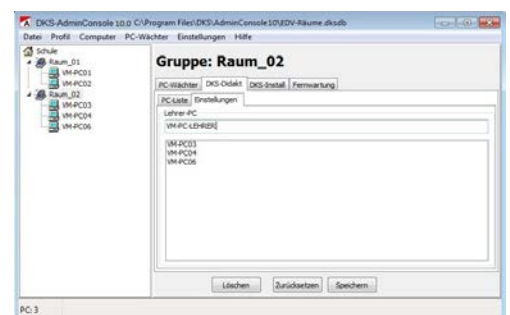 DKS-AdminConsole 10.0 C:\Program Files\DKS\AdminConsole10\EDV-Räume.dksdb
Datei Profil Computer PC-Wächter Einstellungen Hilfe
Schule
Raum_01
VM-PC01
VM-PC02
Raum_02
VM-PC03
VM-PC04
VM-PC06
Gruppe: Raum_02
PC-Wächter DKS-Didakt DKS-Install Fernwartung
PC-Liste Einstellungen
Lehrer-PC
VM-PC-LEHRER
VM-PC03
VM-PC04
VM-PC06
Löschen Zurücksetzen Speichern
PC: 3